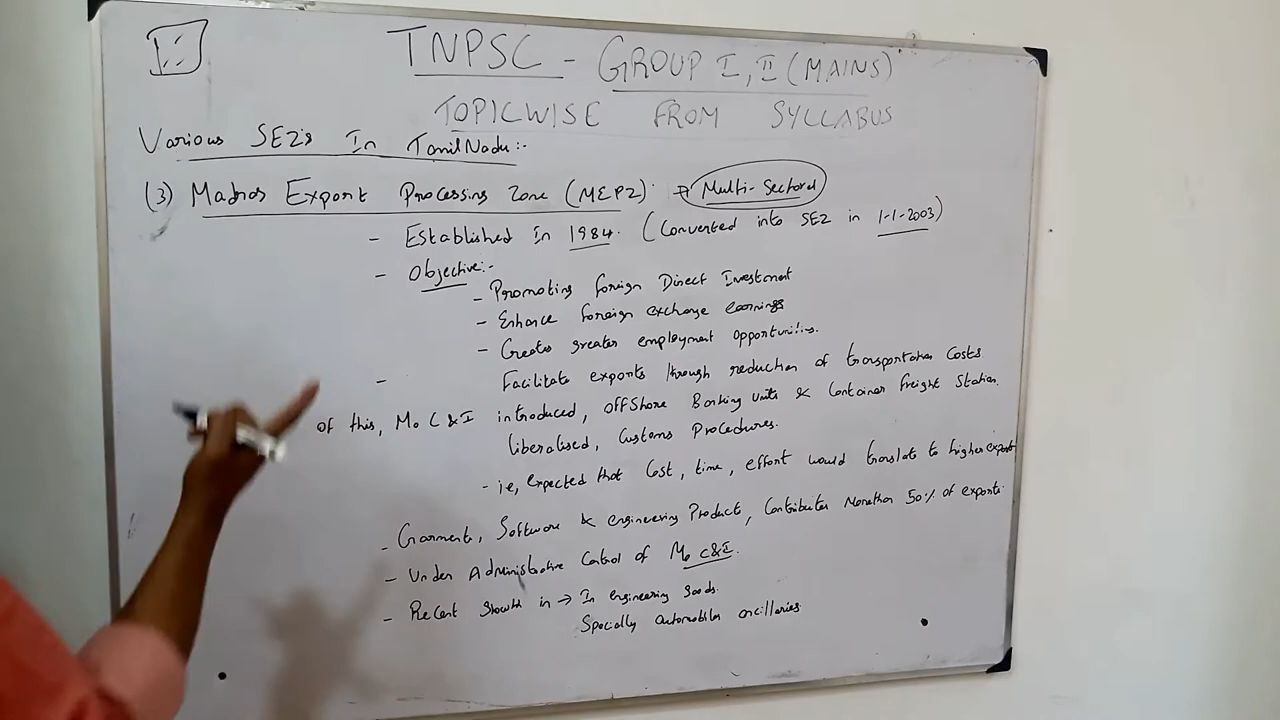 TNPSC - GROUP I, II (MAINS)
TOPICWISE FROM SYLLABUS
Various SEZ's In TamilNadu:-
(3) Madras Export Processing Zone (MEPZ) → Multi-Sectoral
- Established In 1984. (Converted into SEZ in 1-1-2003)
- Objective:-
- Promoting foreign Direct Investment
- Enhance foreign exchange earnings
- Creates greater employment opportunities.
- Facilitate exports through reduction of transportation Costs.
of this, Mo C&I introduced, offshore Banking units & Container freight Station.
liberalised, Customs Procedures.
- ie, expected that Cost, time, effort would translate to higher export
- Garments, Software & engineering Product, Contributes More than 50% of exports.
- Under Administrative Control of Mo C&I.
- Recent Growth in → In engineering goods.
Specially automobiles ancillaries.